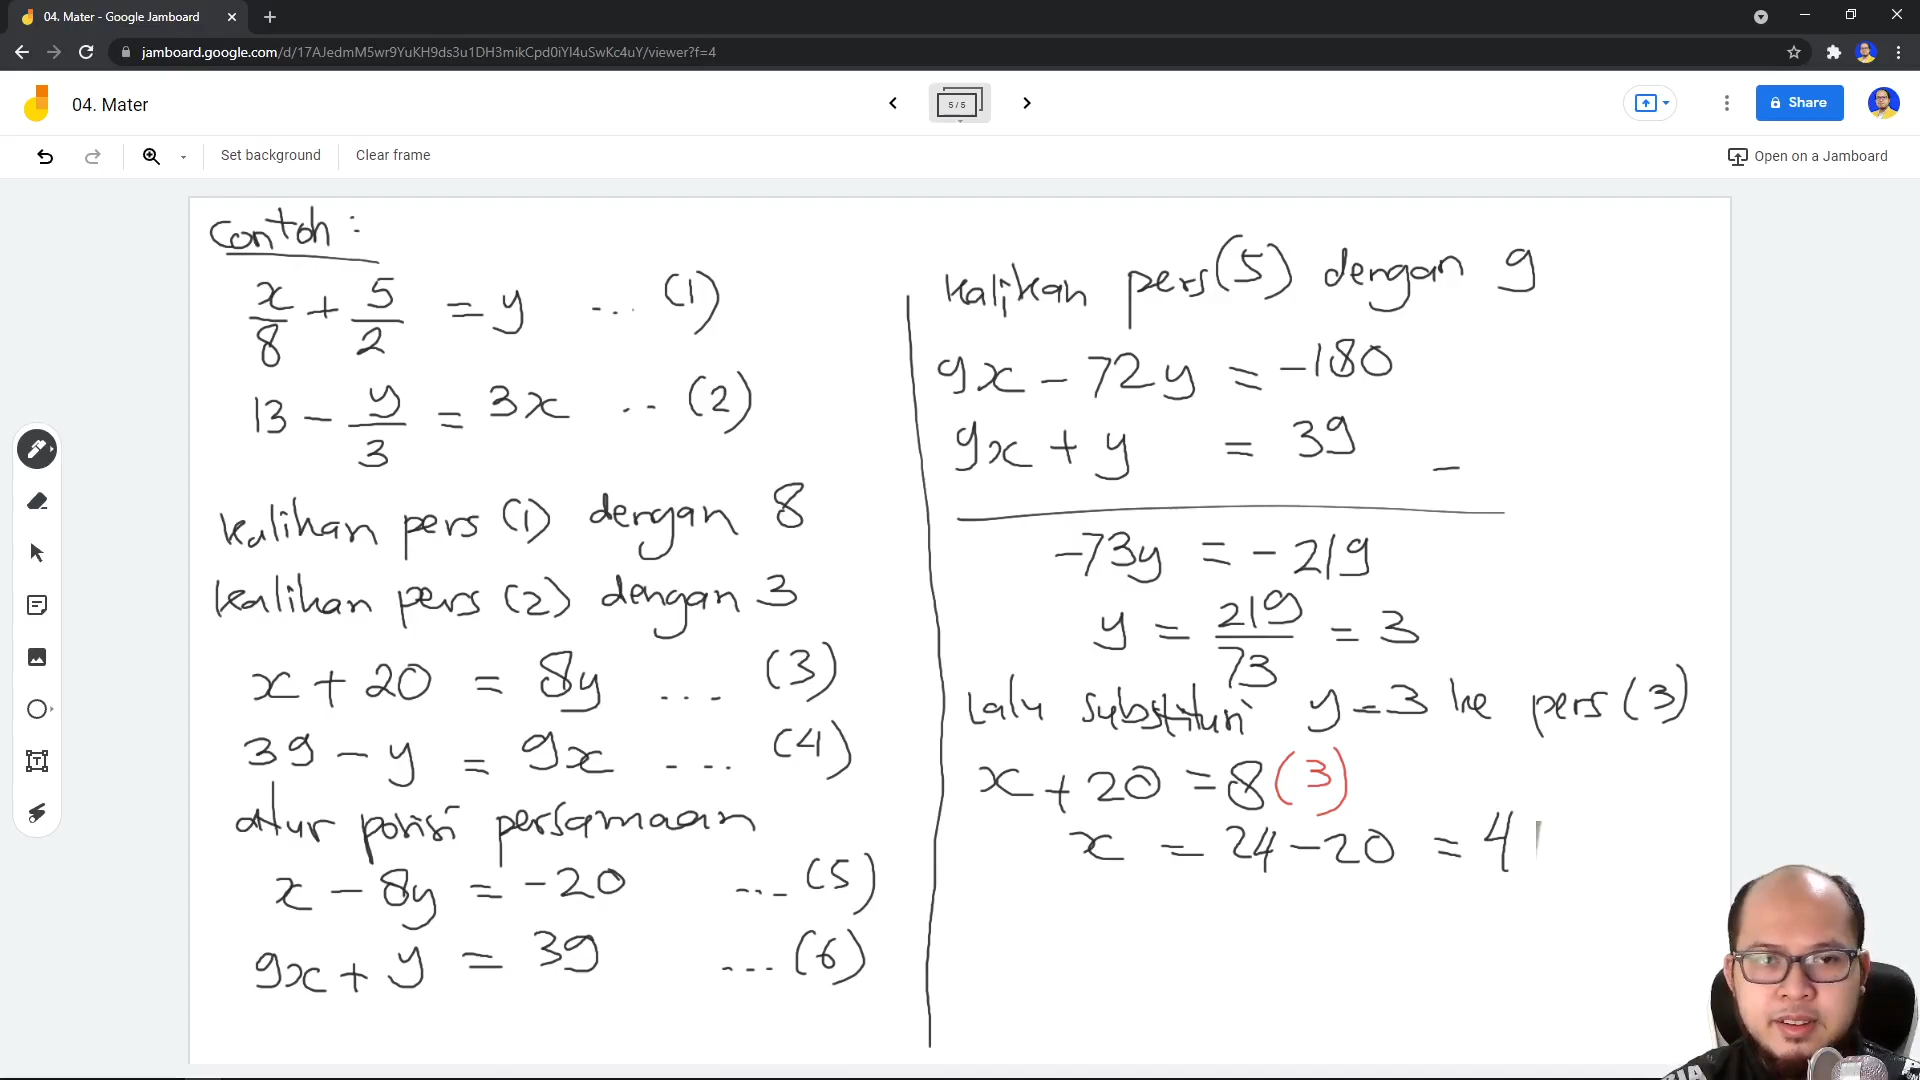 04. Mater - Google Jamboard
jamboard.google.com/d/17AJedmM5wr9YuKH9ds3u1DH3mikCpd0iYl4uSwKc4uY/viewer?f=4
04. Mater
5 / 5
Share
Set background
Clear frame
Open on a Jamboard
Contoh :
x/8 + 5/2 = y ... (1)
13 - y/3 = 3x .. (2)
kalikan pers (1) dengan 8
kalikan pers (2) dengan 3
x + 20 = 8y ... (3)
39 - y = 9x ... (4)
Atur posisi persamaan
x - 8y = -20 ... (5)
9x + y = 39 ... (6)
kalikan pers (5) dengan 9
9x - 72y = -180
9x + y = 39 -
-73y = -219
y = 219/73 = 3
lalu substitusi y = 3 ke pers (3)
x + 20 = 8 (3)
x = 24 - 20 = 4